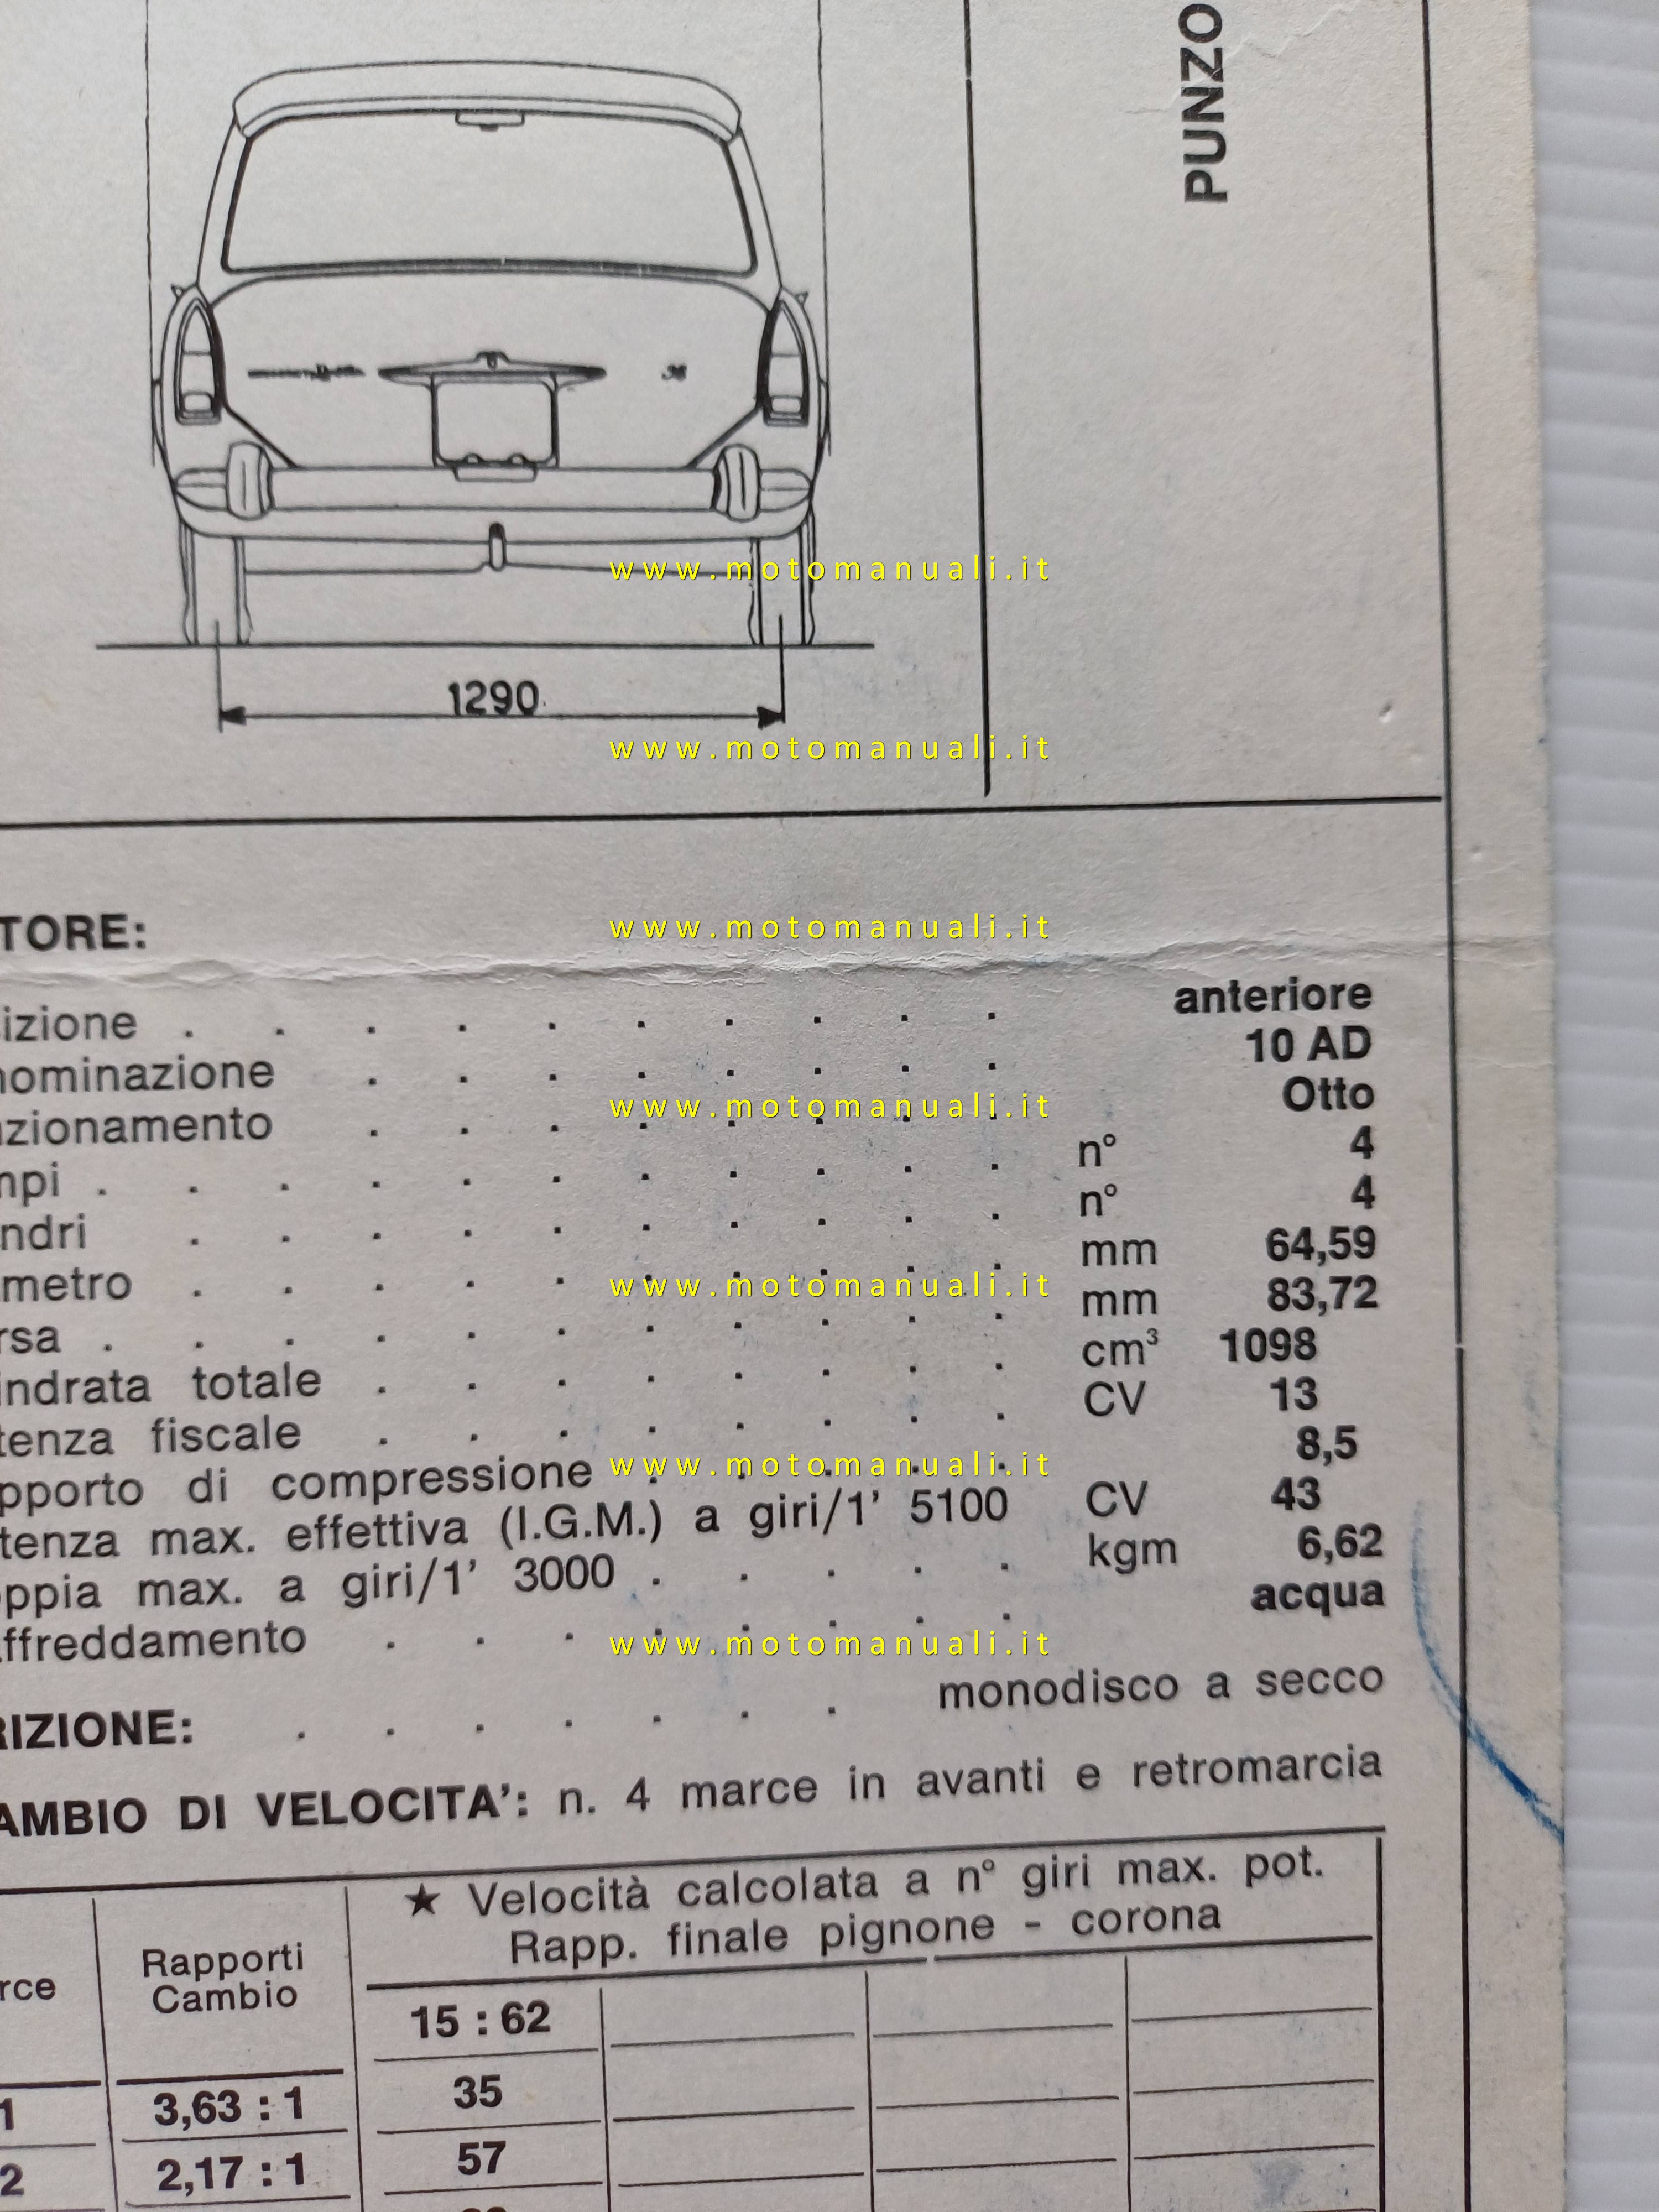 PUNZO
www.motomanuali.it
1290
www.motomanuali.it
TORE:
www.motomanuali.it
izione . . . . . . . . . . anteriore
nominazione . . . . . . . . 10 AD
nzionamento . . . . . . . . Otto
www.motomanuali.it
mpi . . . . . . . . . . . n° 4
ndri . . . . . . . . . . n° 4
metro . . . . . . . . . . mm 64,59
www.motomanuali.it
rsa . . . . . . . . . . . mm 83,72
indrata totale . . . . . . . . cm³ 1098
tenza fiscale . . . . . . . . CV 13
pporto di compressione . . . . . 8,5
www.motomanuali.it
tenza max. effettiva (I.G.M.) a giri/1' 5100 CV 43
ppia max. a giri/1' 3000 . . . . . kgm 6,62
affreddamento . . . . . . . . acqua
www.motomanuali.it
RIZIONE: . . . . . . . monodisco a secco
AMBIO DI VELOCITA': n. 4 marce in avanti e retromarcia
★ Velocità calcolata a n° giri max. pot.
Rapp. finale pignone - corona
rce
Rapporti
Cambio
15 : 62
1 3,63 : 1 35
2 2,17 : 1 57